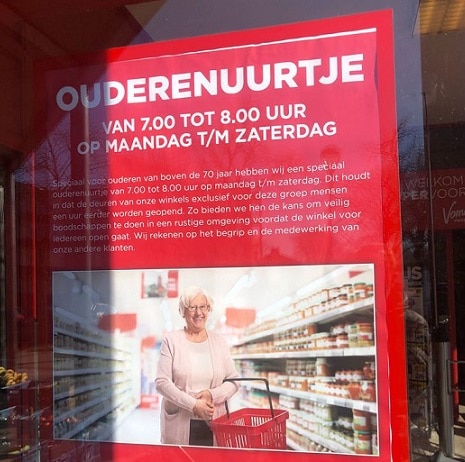 OUDERENUURTJE
VAN 7.00 TOT 8.00 UUR
OP MAANDAG T/M ZATERDAG
Speciaal voor ouderen van boven de 70 jaar hebben wij een speciaal
ouderenuurtje van 7.00 tot 8.00 uur op maandag t/m zaterdag. Dit houdt
in dat de deuren van onze winkels exclusief voor deze groep mensen
een uur eerder worden geopend. Zo bieden we hen de kans om veilig
boodschappen te doen in een rustige omgeving voordat de winkel voor
iedereen open gaat. Wij rekenen op het begrip en de medewerking van
onze andere klanten.